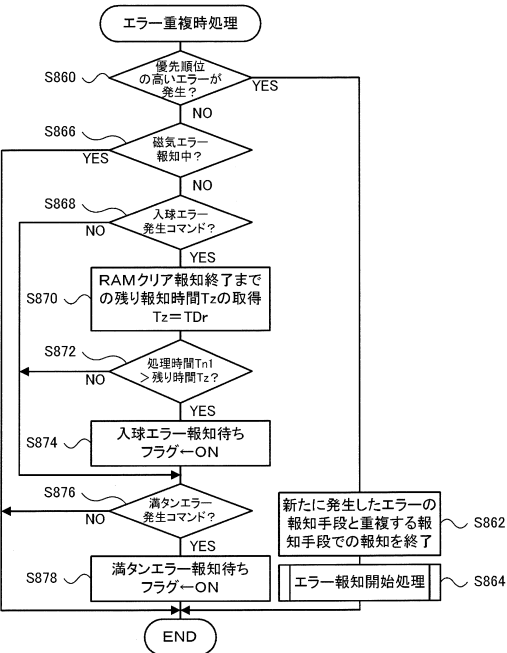 エラー重複時処理
S860
優先順位
の高いエラーが
発生？
YES
NO
S866
磁気エラー
報知中？
YES
NO
S868
入球エラー
発生コマンド？
NO
YES
S870
RAMクリア報知終了まで
の残り報知時間Tzの取得
Tz＝TDr
S872
処理時間Tn1
＞残り時間Tz？
NO
YES
S874
入球エラー報知待ち
フラグ←ON
S876
満タンエラー
発生コマンド？
NO
YES
S878
満タンエラー報知待ち
フラグ←ON
新たに発生したエラーの
報知手段と重複する報
知手段での報知を終了
S862
エラー報知開始処理
S864
END